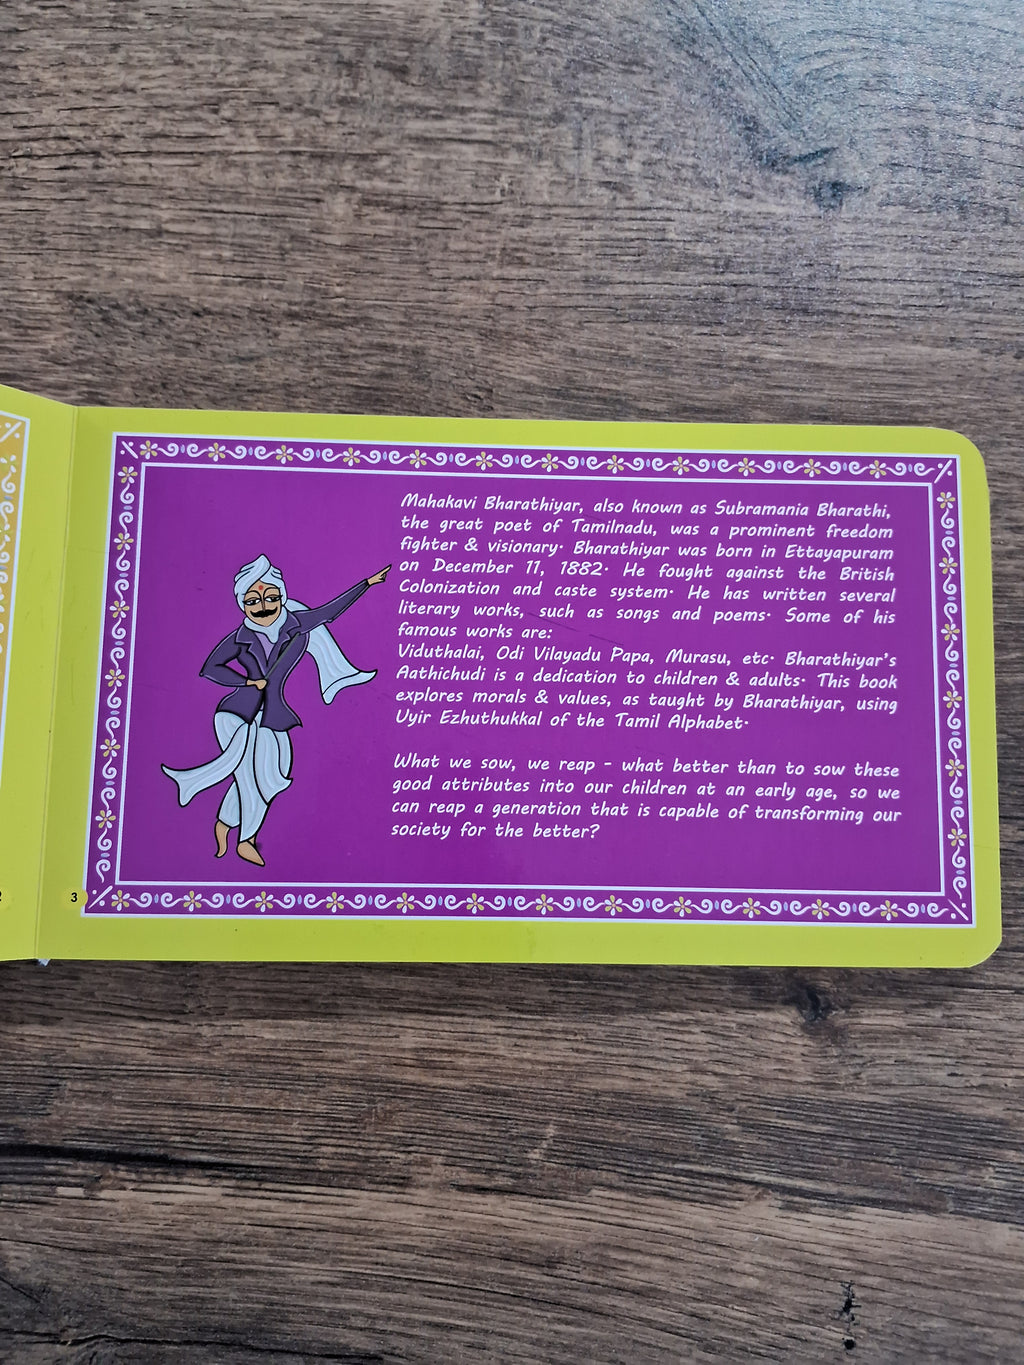 Mahakavi Bharathiyar, also known as Subramania Bharathi,
the great poet of Tamilnadu, was a prominent freedom
fighter & visionary. Bharathiyar was born in Ettayapuram
on December 11, 1882. He fought against the British
Colonization and caste system. He has written several
literary works, such as songs and poems. Some of his
famous works are:
Viduthalai, Odi Vilayadu Papa, Murasu, etc. Bharathiyar's
Aathichudi is a dedication to children & adults. This book
explores morals & values, as taught by Bharathiyar, using
Uyir Ezhuthukkal of the Tamil Alphabet.
What we sow, we reap - what better than to sow these
good attributes into our children at an early age, so we
can reap a generation that is capable of transforming our
society for the better?
3